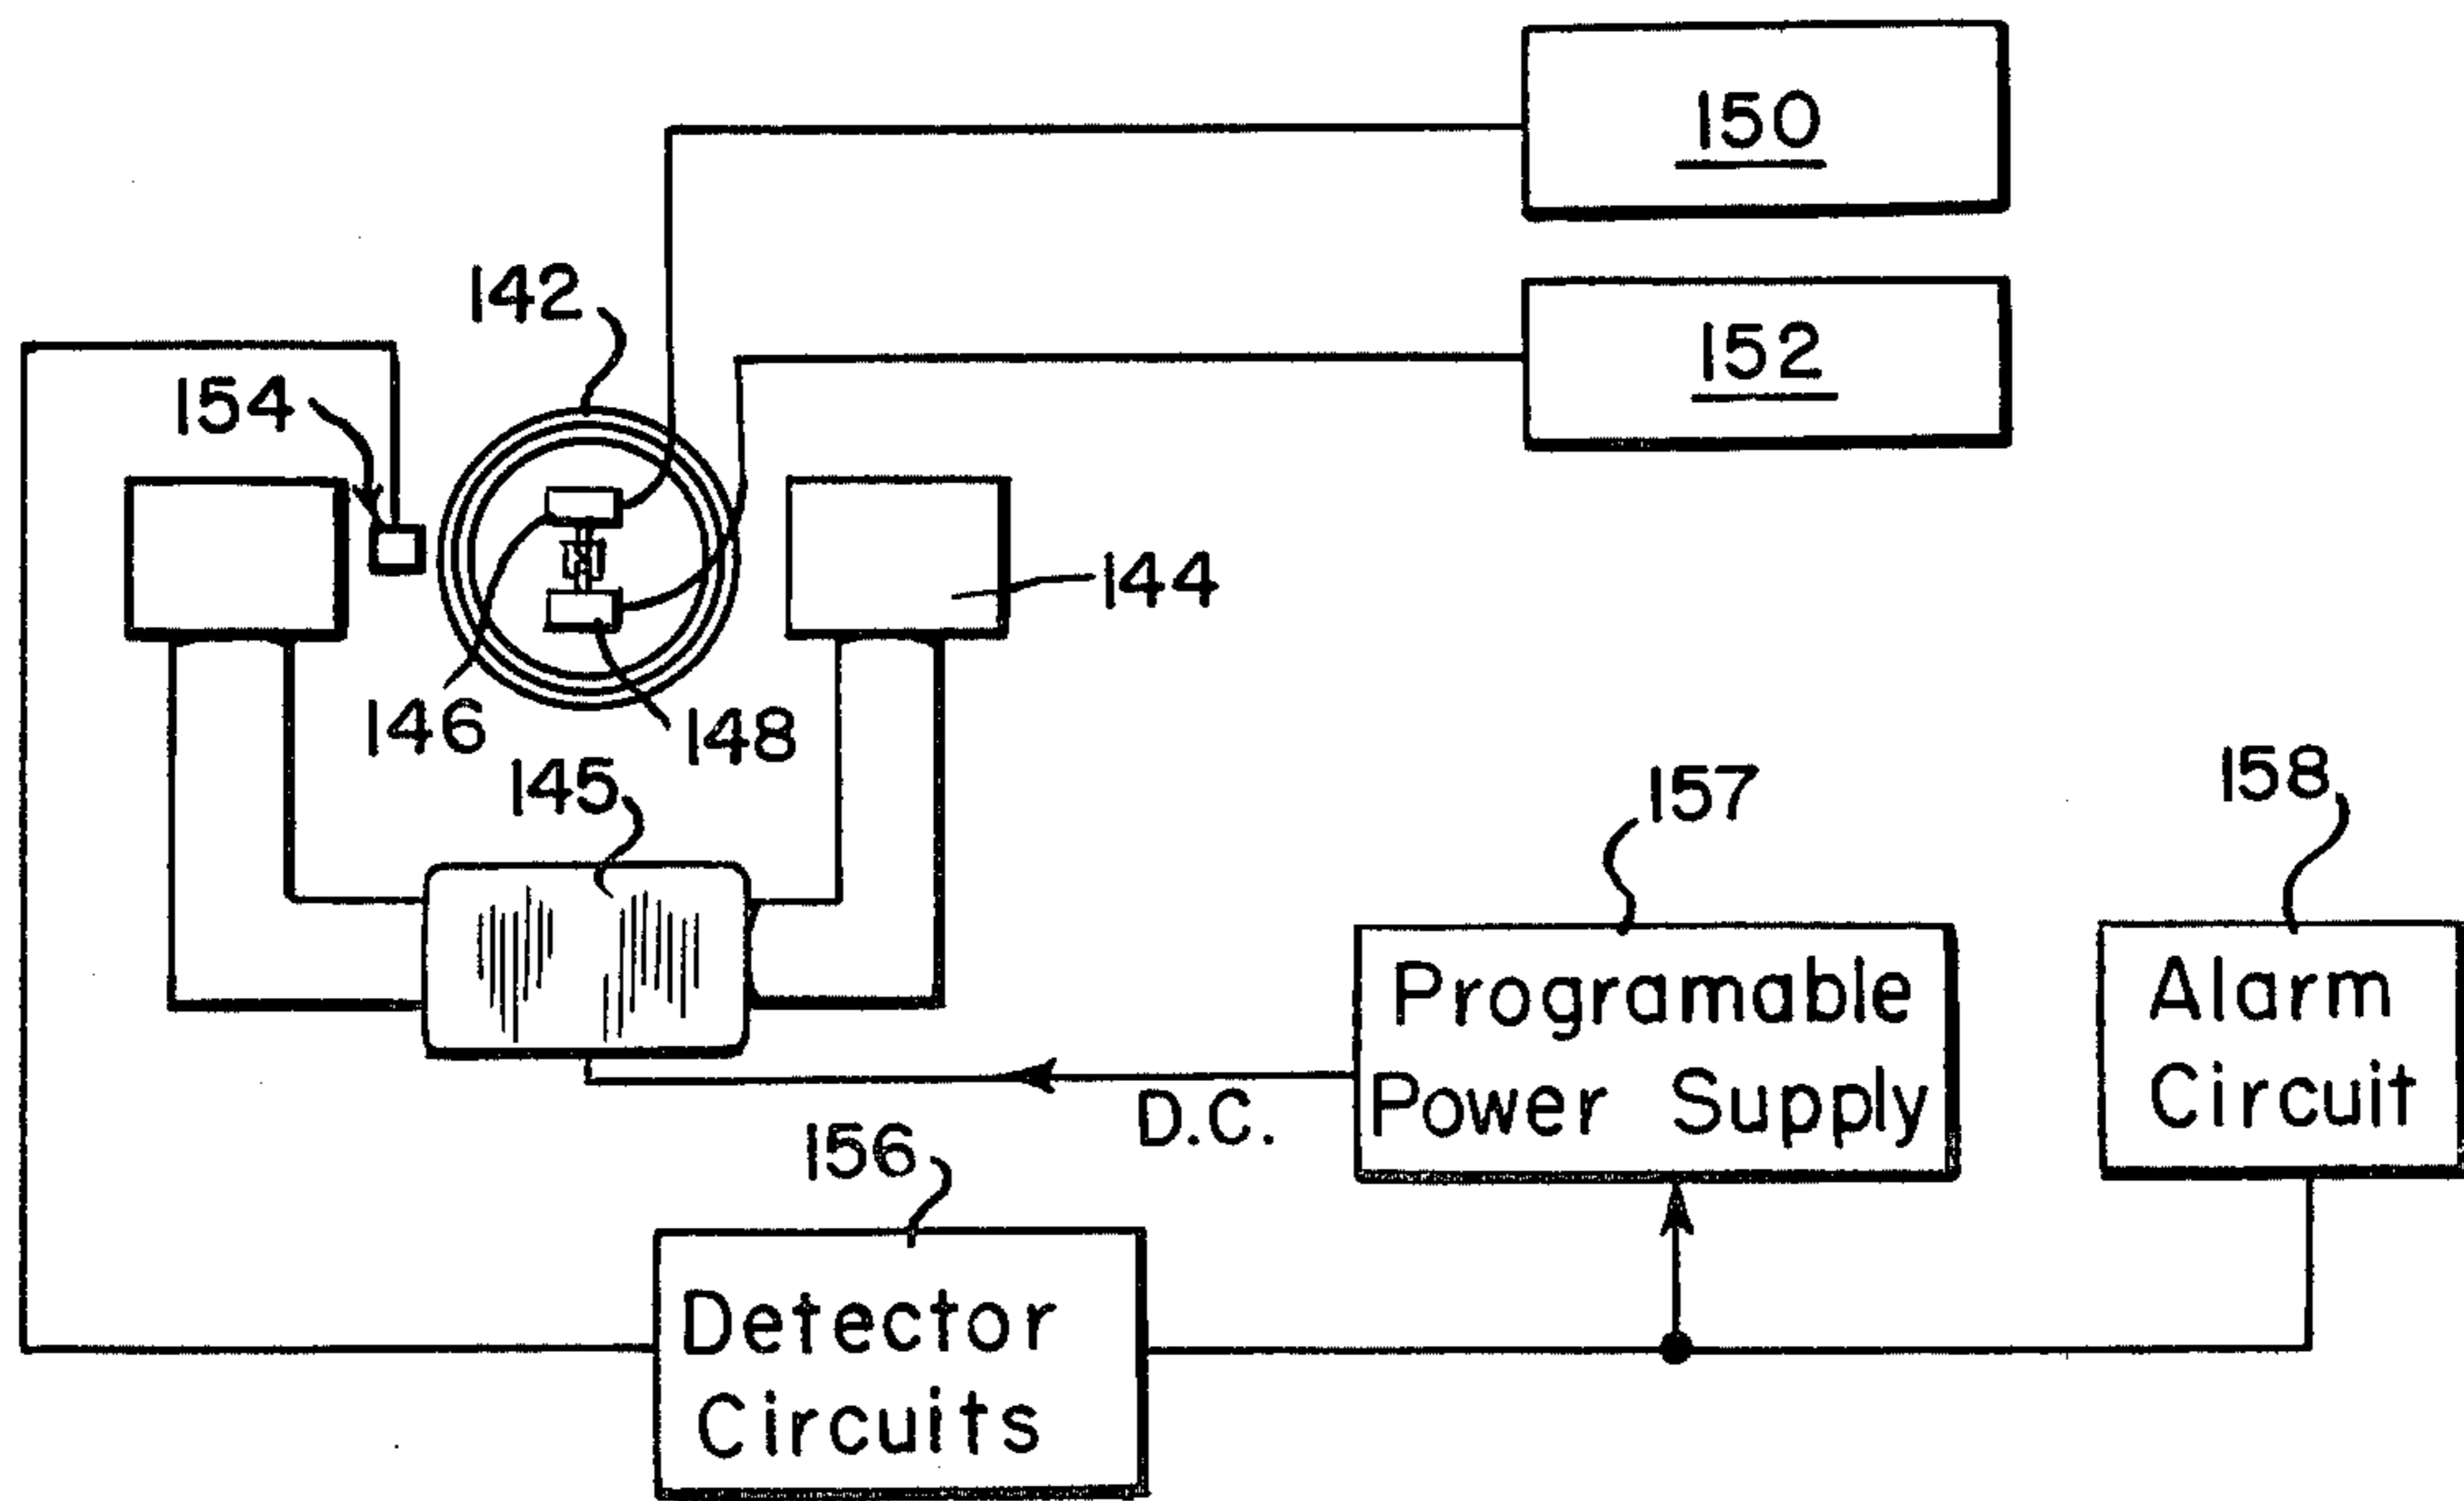 150
142
152
154
144
146
148
145
157
158
Programable
Power Supply
Alarm
Circuit
D.C.
156
Detector
Circuits